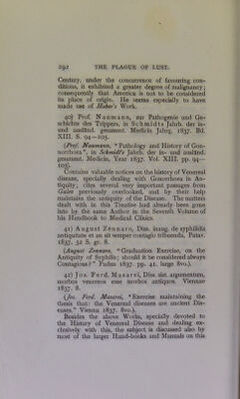 292 THE PLAGUE OF LUST.
Century, under the concurrence of favouring con-
ditions, it exhibited a greater degree of malignancy;
consequently that America is not to be considered
its place of origin. He seems especially to have
made use of Huber's Work.
40) Prof. Naumann, zur Pathogenie und Ge-
schichte des Trippers, in Schmidts Jahrb. der in-
und ausländ. gesammt. Medicin Jahrg. 1837. Bd.
XIII. S. 94—105.
(Prof. Naumann, "Pathology and History of Gon-
norrhoea", in Schmidt's Jahrb. der in- und ausländ.
gesammt. Medicin, Year 1837. Vol. XIII. pp. 94—
105).
Contains valuable notices on the history of Venereal
disease, specially dealing with Gonorrhoea in An-
tiquity; cites several very important passages from
Galen previously overlooked, and by their help
maintains the antiquity of the Disease. The matters
dealt with in this Treatise had already been gone
into by the same Author in the Seventh Volume of
his Handbook to Medical Clinics.
41) August Zennaro, Diss. inaug. de syphilidis
antiquitate et an sit semper contagio tribuenda, Patav.
1837. 32 S. gr. 8.
(August Zennaro, "Graduation Exercise, on the
Antiquity of Syphilis; should it be considered always
Contagious?" Padua 1837. pp. 42. large 8vo.).
42) Jos. Ferd. Masarei, Diss. sist. argumentum,
morbus venereus esse morbos antiquos. Viennae
1837. 8.
(Jos. Ferd. Masarei, "Exercise maintaining the
thesis that: the Venereal diseases are ancient Dis-
eases." Vienna 1837. 8vo.).
Besides the above Works, specially devoted to
the History of Venereal Disease and dealing ex-
clusively with this, the subject is discussed also by
most of the larger Hand-books and Manuals on this